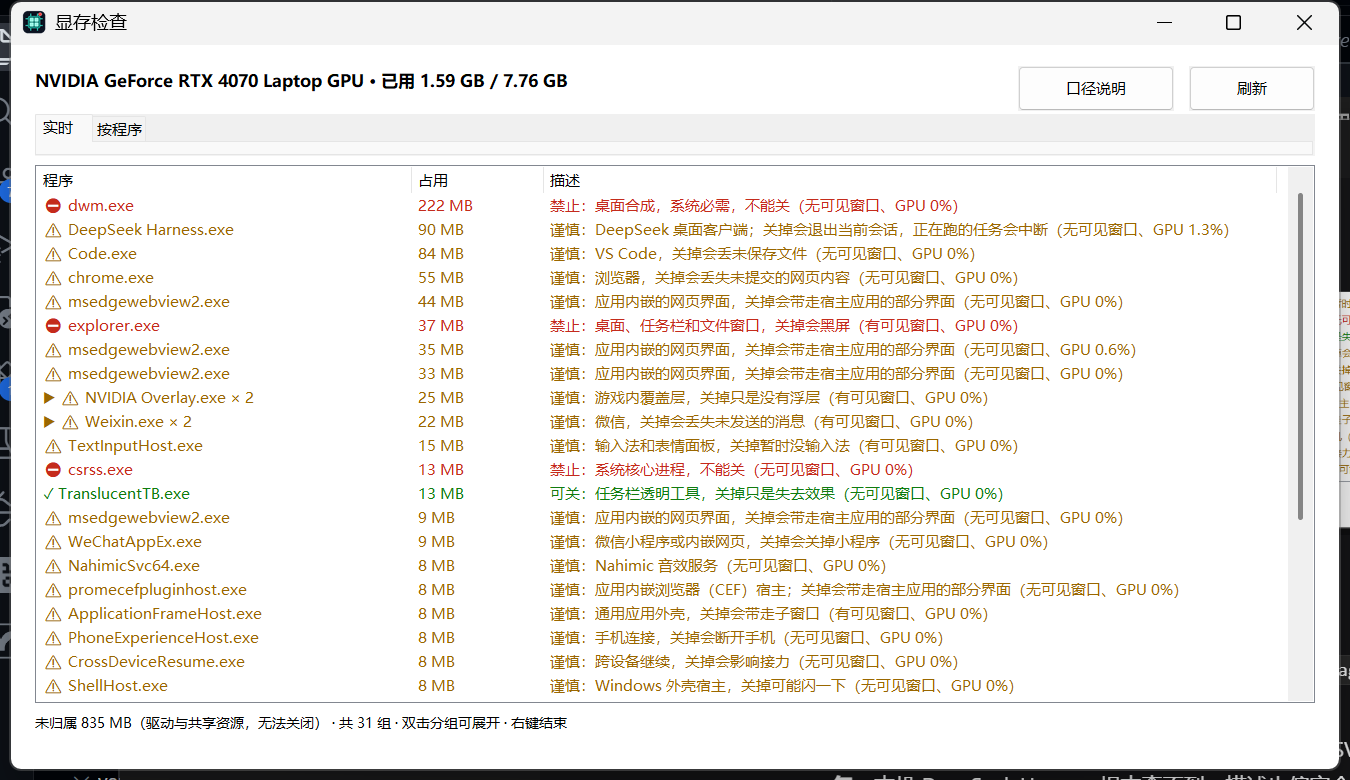 显存检查
NVIDIA GeForce RTX 4070 Laptop GPU • 已用 1.59 GB / 7.76 GB
口径说明
刷新
实时 按程序
程序 占用 描述
dwm.exe 222 MB 禁止：桌面合成，系统必需，不能关（无可见窗口、GPU 0%）
DeepSeek Harness.exe 90 MB 谨慎：DeepSeek 桌面客户端；关掉会退出当前会话，正在跑的任务会中断（无可见窗口、GPU 1.3%）
Code.exe 84 MB 谨慎：VS Code，关掉会丢未保存文件（无可见窗口、GPU 0%）
chrome.exe 55 MB 谨慎：浏览器，关掉会丢失未提交的网页内容（无可见窗口、GPU 0%）
msedgewebview2.exe 44 MB 谨慎：应用内嵌的网页界面，关掉会带走宿主应用的部分界面（无可见窗口、GPU 0%）
explorer.exe 37 MB 禁止：桌面、任务栏和文件窗口，关掉会黑屏（有可见窗口、GPU 0%）
msedgewebview2.exe 35 MB 谨慎：应用内嵌的网页界面，关掉会带走宿主应用的部分界面（无可见窗口、GPU 0.6%）
msedgewebview2.exe 33 MB 谨慎：应用内嵌的网页界面，关掉会带走宿主应用的部分界面（无可见窗口、GPU 0%）
NVIDIA Overlay.exe × 2 25 MB 谨慎：游戏内覆盖层，关掉只是没有浮层（有可见窗口、GPU 0%）
Weixin.exe × 2 22 MB 谨慎：微信，关掉会丢失未发送的消息（有可见窗口、GPU 0%）
TextInputHost.exe 15 MB 谨慎：输入法和表情面板，关掉暂时没输入法（有可见窗口、GPU 0%）
csrss.exe 13 MB 禁止：系统核心进程，不能关（无可见窗口、GPU 0%）
✓ TranslucentTB.exe 13 MB 可关：任务栏透明工具，关掉只是失去效果（无可见窗口、GPU 0%）
msedgewebview2.exe 9 MB 谨慎：应用内嵌的网页界面，关掉会带走宿主应用的部分界面（无可见窗口、GPU 0%）
WeChatAppEx.exe 9 MB 谨慎：微信小程序或内嵌网页，关掉会关掉小程序（无可见窗口、GPU 0%）
NahimicSvc64.exe 8 MB 谨慎：Nahimic 音效服务（无可见窗口、GPU 0%）
promecefpluginhost.exe 8 MB 谨慎：应用内嵌浏览器（CEF）宿主；关掉会带走宿主应用的部分界面（无可见窗口、GPU 0%）
ApplicationFrameHost.exe 8 MB 谨慎：通用应用外壳，关掉会带走子窗口（有可见窗口、GPU 0%）
PhoneExperienceHost.exe 8 MB 谨慎：手机连接，关掉会断开手机（无可见窗口、GPU 0%）
CrossDeviceResume.exe 8 MB 谨慎：跨设备继续，关掉会影响接力（无可见窗口、GPU 0%）
ShellHost.exe 8 MB 谨慎：Windows 外壳宿主，关掉可能闪一下（无可见窗口、GPU 0%）
未归属 835 MB（驱动与共享资源，无法关闭） · 共 31 组 · 双击分组可展开 · 右键结束